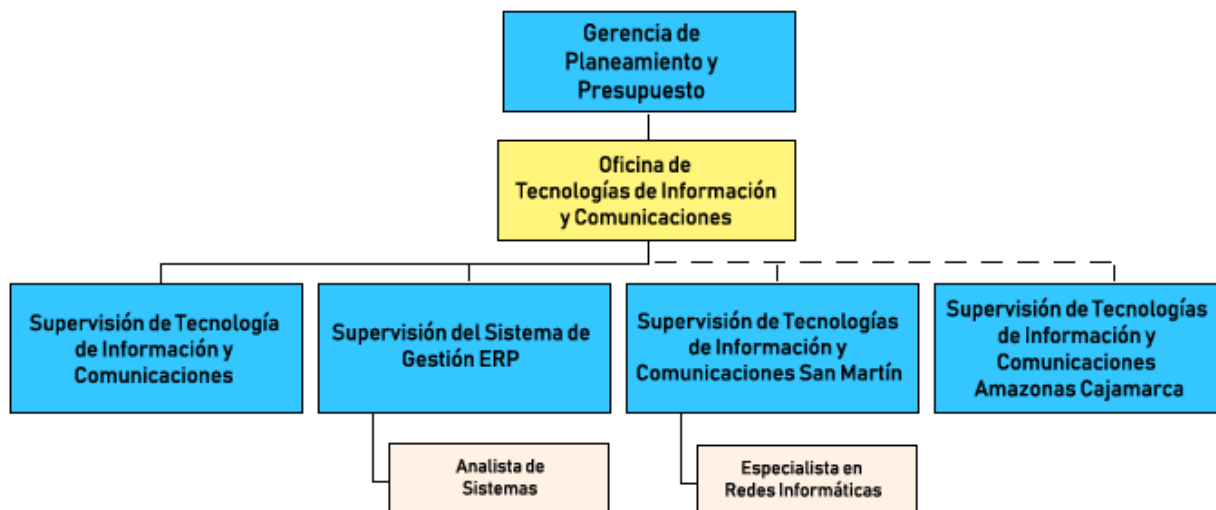 Gerencia de
Planeamiento y
Presupuesto
Oficina de
Tecnologías de Información
y Comunicaciones
Supervisión de Tecnología
de Información y
Comunicaciones
Supervisión del Sistema de
Gestión ERP
Supervisión de Tecnologías
de Información y
Comunicaciones San Martín
Supervisión de Tecnologías
de Información y
Comunicaciones
Amazonas Cajamarca
Analista de
Sistemas
Especialista en
Redes Informáticas